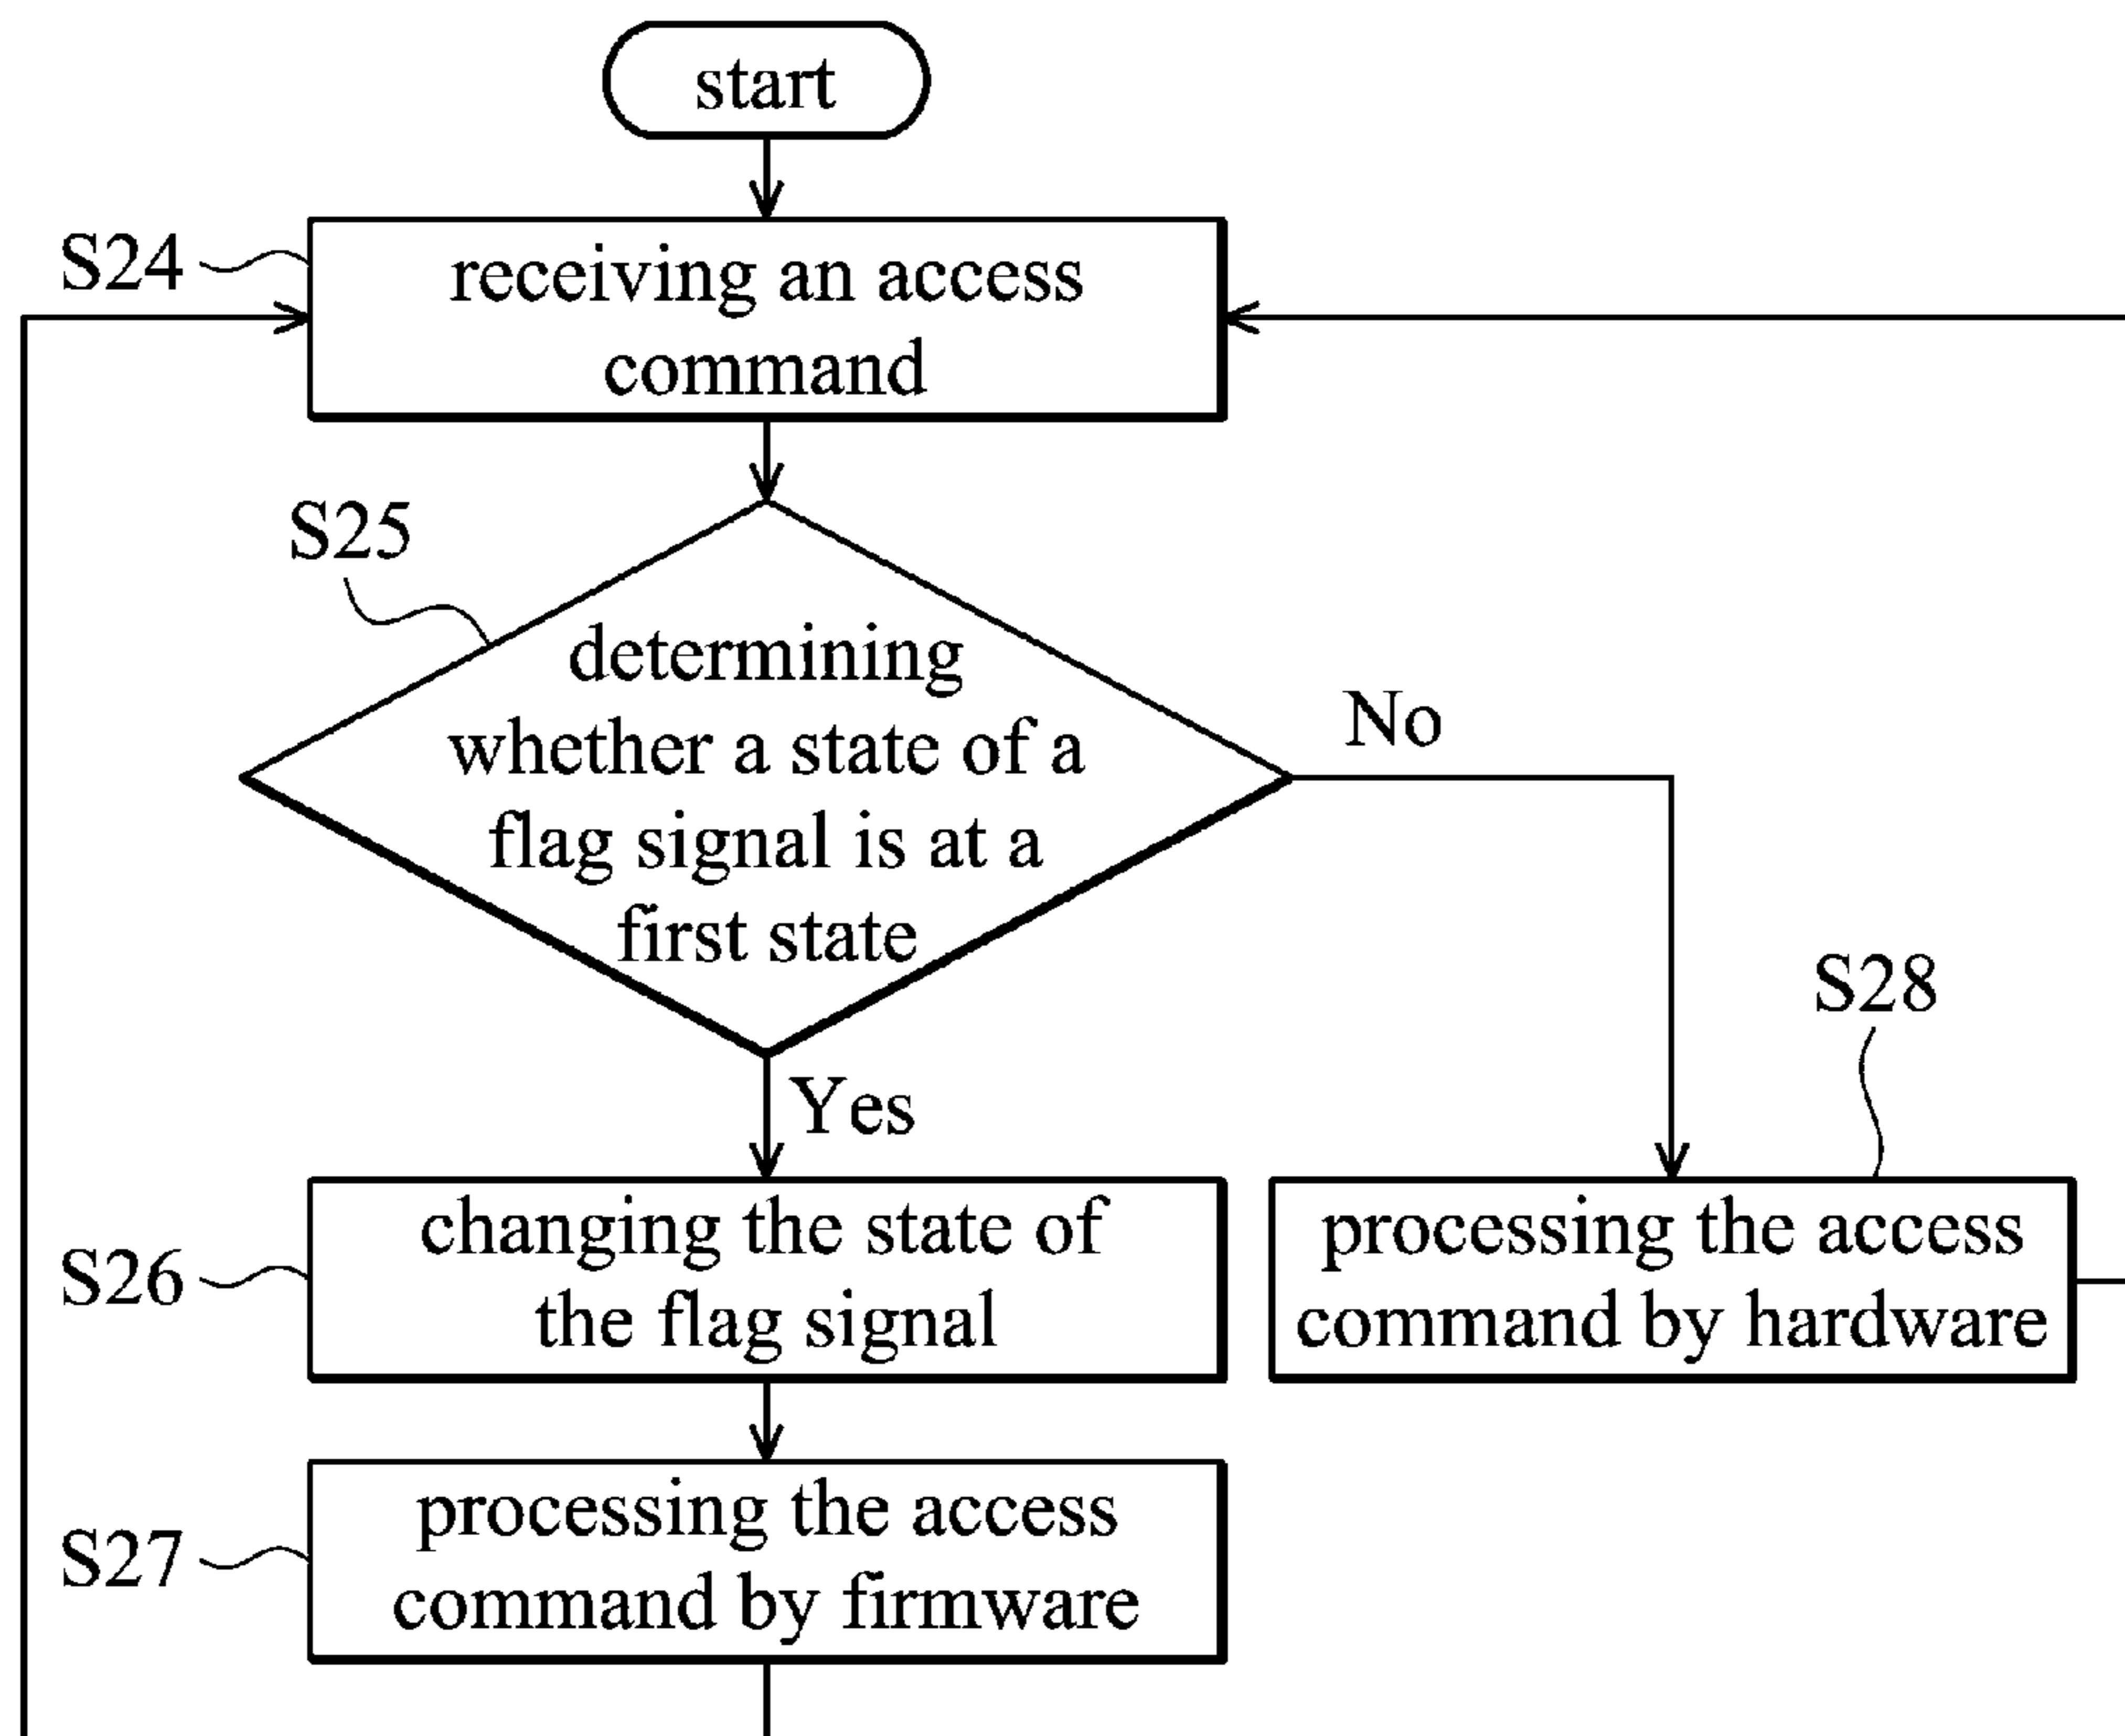 start
S24
receiving an access
command
S25
determining
whether a state of a
flag signal is at a
first state
No
Yes
S28
S26
changing the state of
the flag signal
processing the access
command by hardware
S27
processing the access
command by firmware